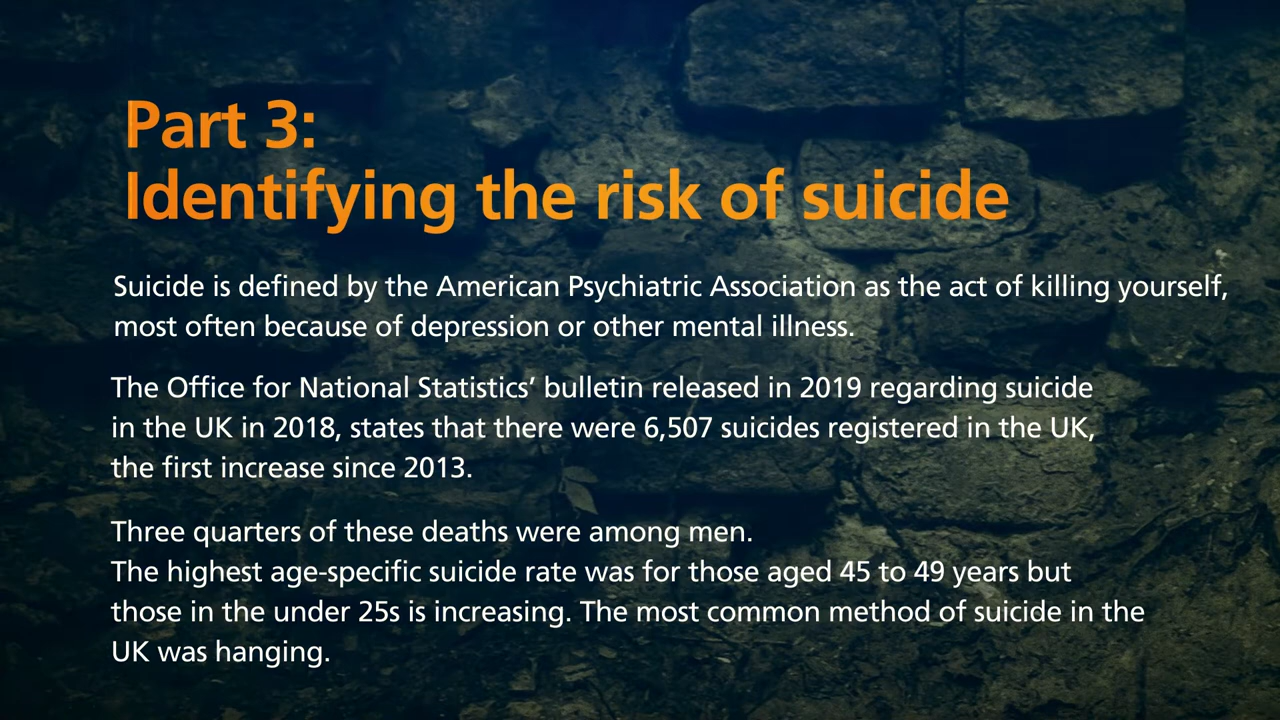 Part 3:
Identifying the risk of suicide
Suicide is defined by the American Psychiatric Association as the act of killing yourself,
most often because of depression or other mental illness.
The Office for National Statistics’ bulletin released in 2019 regarding suicide
in the UK in 2018, states that there were 6,507 suicides registered in the UK,
the first increase since 2013.
Three quarters of these deaths were among men.
The highest age-specific suicide rate was for those aged 45 to 49 years but
those in the under 25s is increasing. The most common method of suicide in the
UK was hanging.